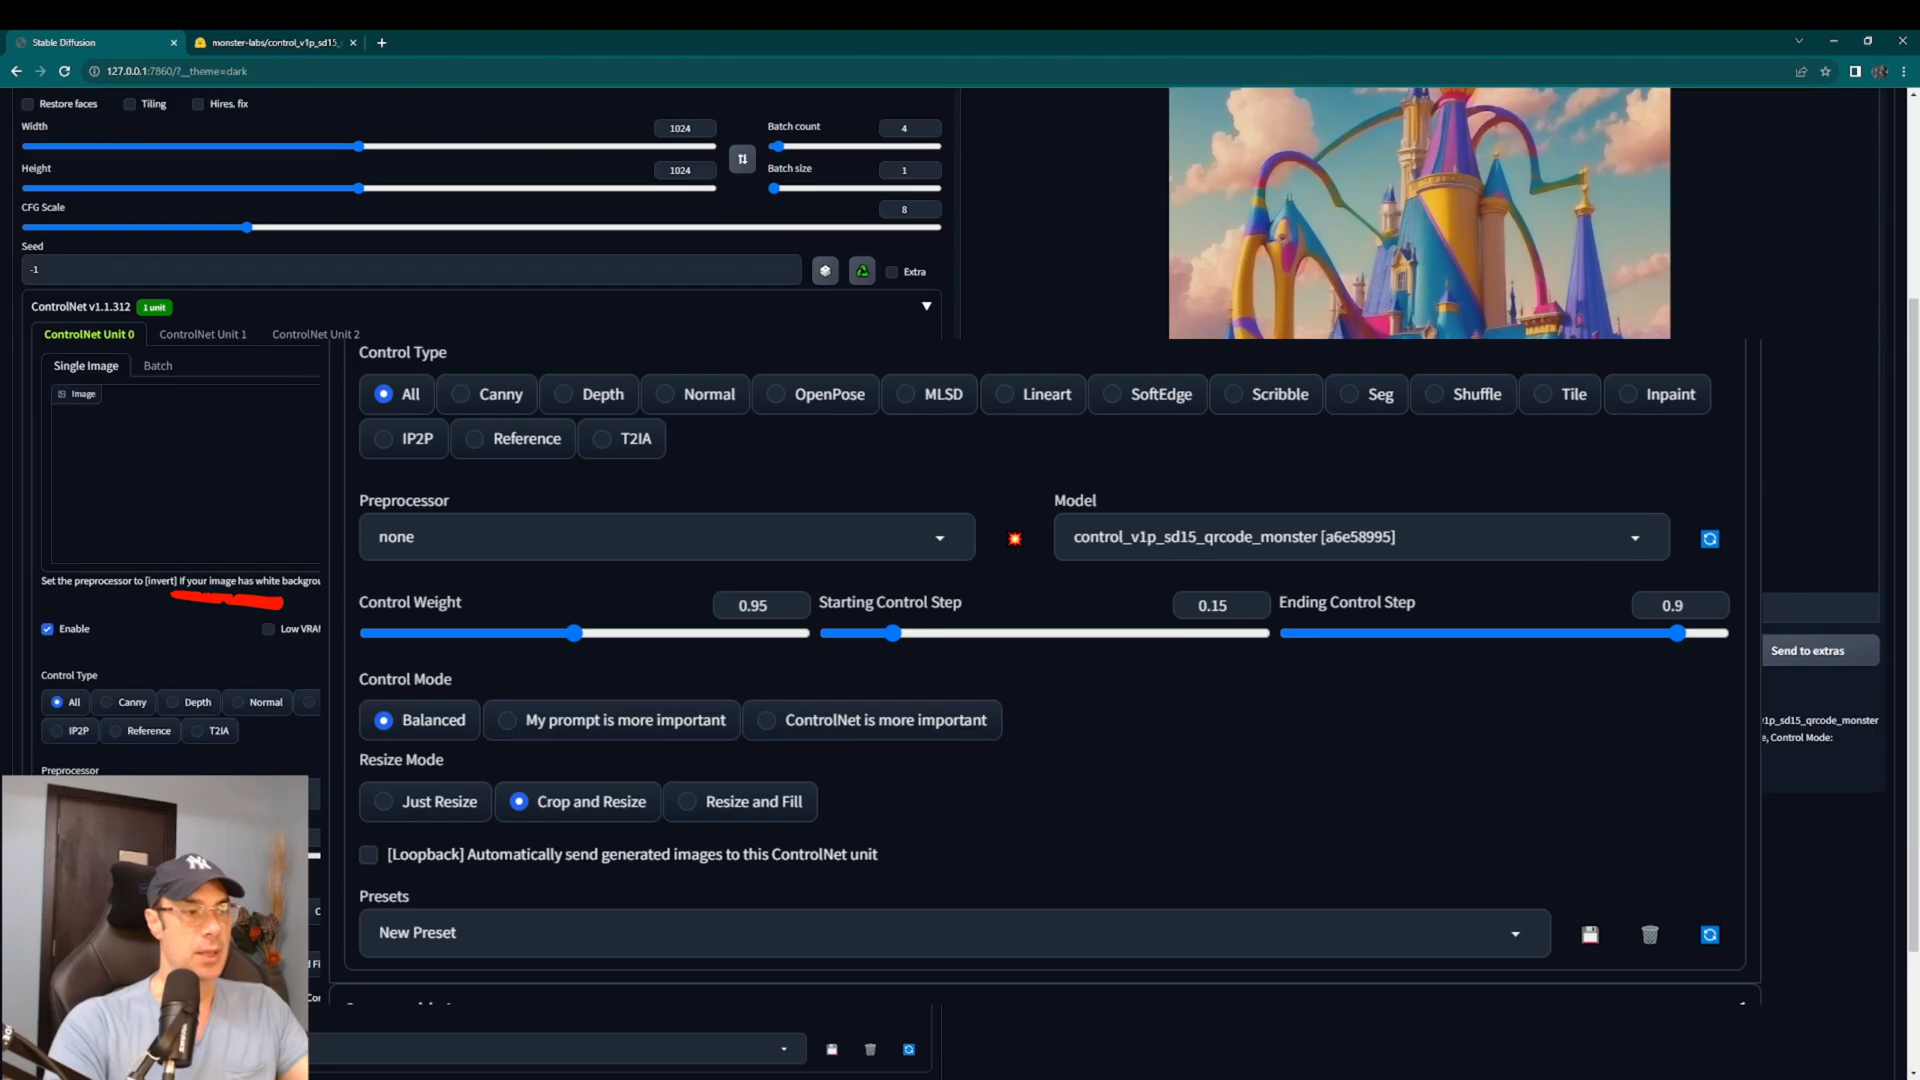 Stable Diffusion
monster-labs/control_v1p_sd15_
127.0.0.1:7860/?__theme=dark
Restore faces
Tiling
Hires. fix
Width
1024
Batch count
4
Height
1024
Batch size
1
CFG Scale
8
Seed
-1
Extra
ControlNet v1.1.312
1 unit
ControlNet Unit 0
ControlNet Unit 1
ControlNet Unit 2
Single Image
Batch
Image
Set the preprocessor to [invert] If your image has white backgrou
Enable
Low VRA
Control Type
All
Canny
Depth
Normal
IP2P
Reference
T2IA
Preprocessor
Control Type
All
Canny
Depth
Normal
OpenPose
MLSD
Lineart
SoftEdge
Scribble
Seg
Shuffle
Tile
Inpaint
IP2P
Reference
T2IA
Preprocessor
none
Model
control_v1p_sd15_qrcode_monster [a6e58995]
Control Weight
0.95
Starting Control Step
0.15
Ending Control Step
0.9
Control Mode
Balanced
My prompt is more important
ControlNet is more important
Resize Mode
Just Resize
Crop and Resize
Resize and Fill
[Loopback] Automatically send generated images to this ControlNet unit
Presets
New Preset
Send to extras
1p_sd15_qrcode_monster
e, Control Mode: